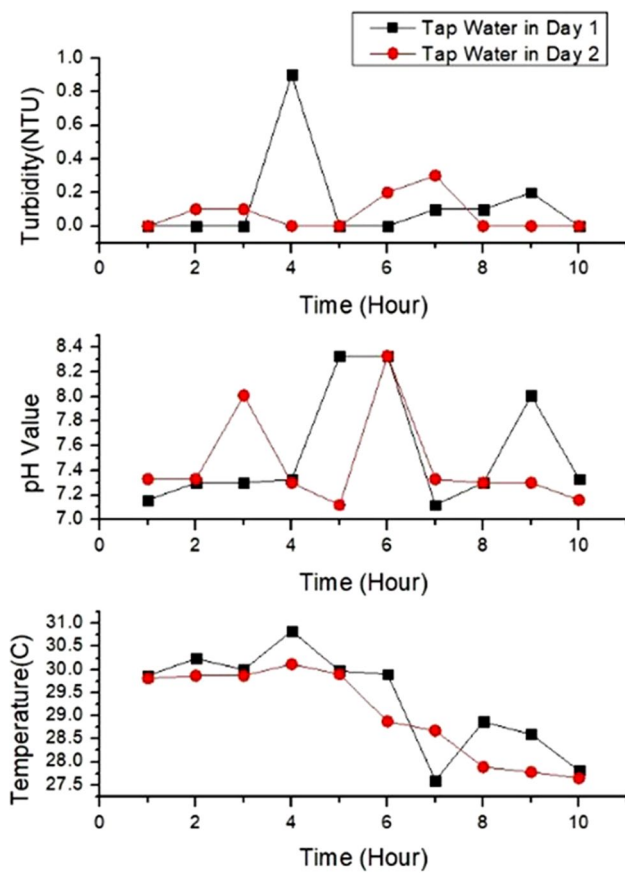 Tap Water in Day 1
Tap Water in Day 2
1.0
0.8
0.6
0.4
0.2
0.0
Turbidity(NTU)
0 2 4 6 8 10
Time (Hour)
8.4
8.2
8.0
7.8
7.6
7.4
7.2
7.0
pH Value
0 2 4 6 8 10
Time (Hour)
31.0
30.5
30.0
29.5
29.0
28.5
28.0
27.5
Temperature(C)
0 2 4 6 8 10
Time (Hour)